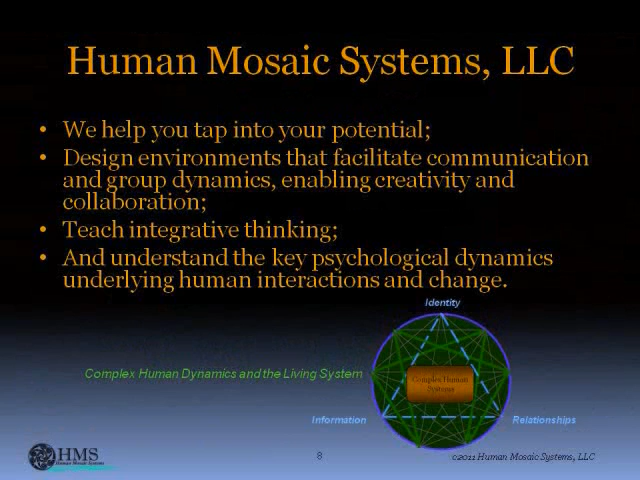 Human Mosaic Systems, LLC
• We help you tap into your potential;
• Design environments that facilitate communication
and group dynamics, enabling creativity and
collaboration;
• Teach integrative thinking;
• And understand the key psychological dynamics
underlying human interactions and change.
Identity
Complex Human Dynamics and the Living System
Complex Human
Systems
Information
Relationships
HMS
Human Mosaic Systems
8
©2011 Human Mosaic Systems, LLC